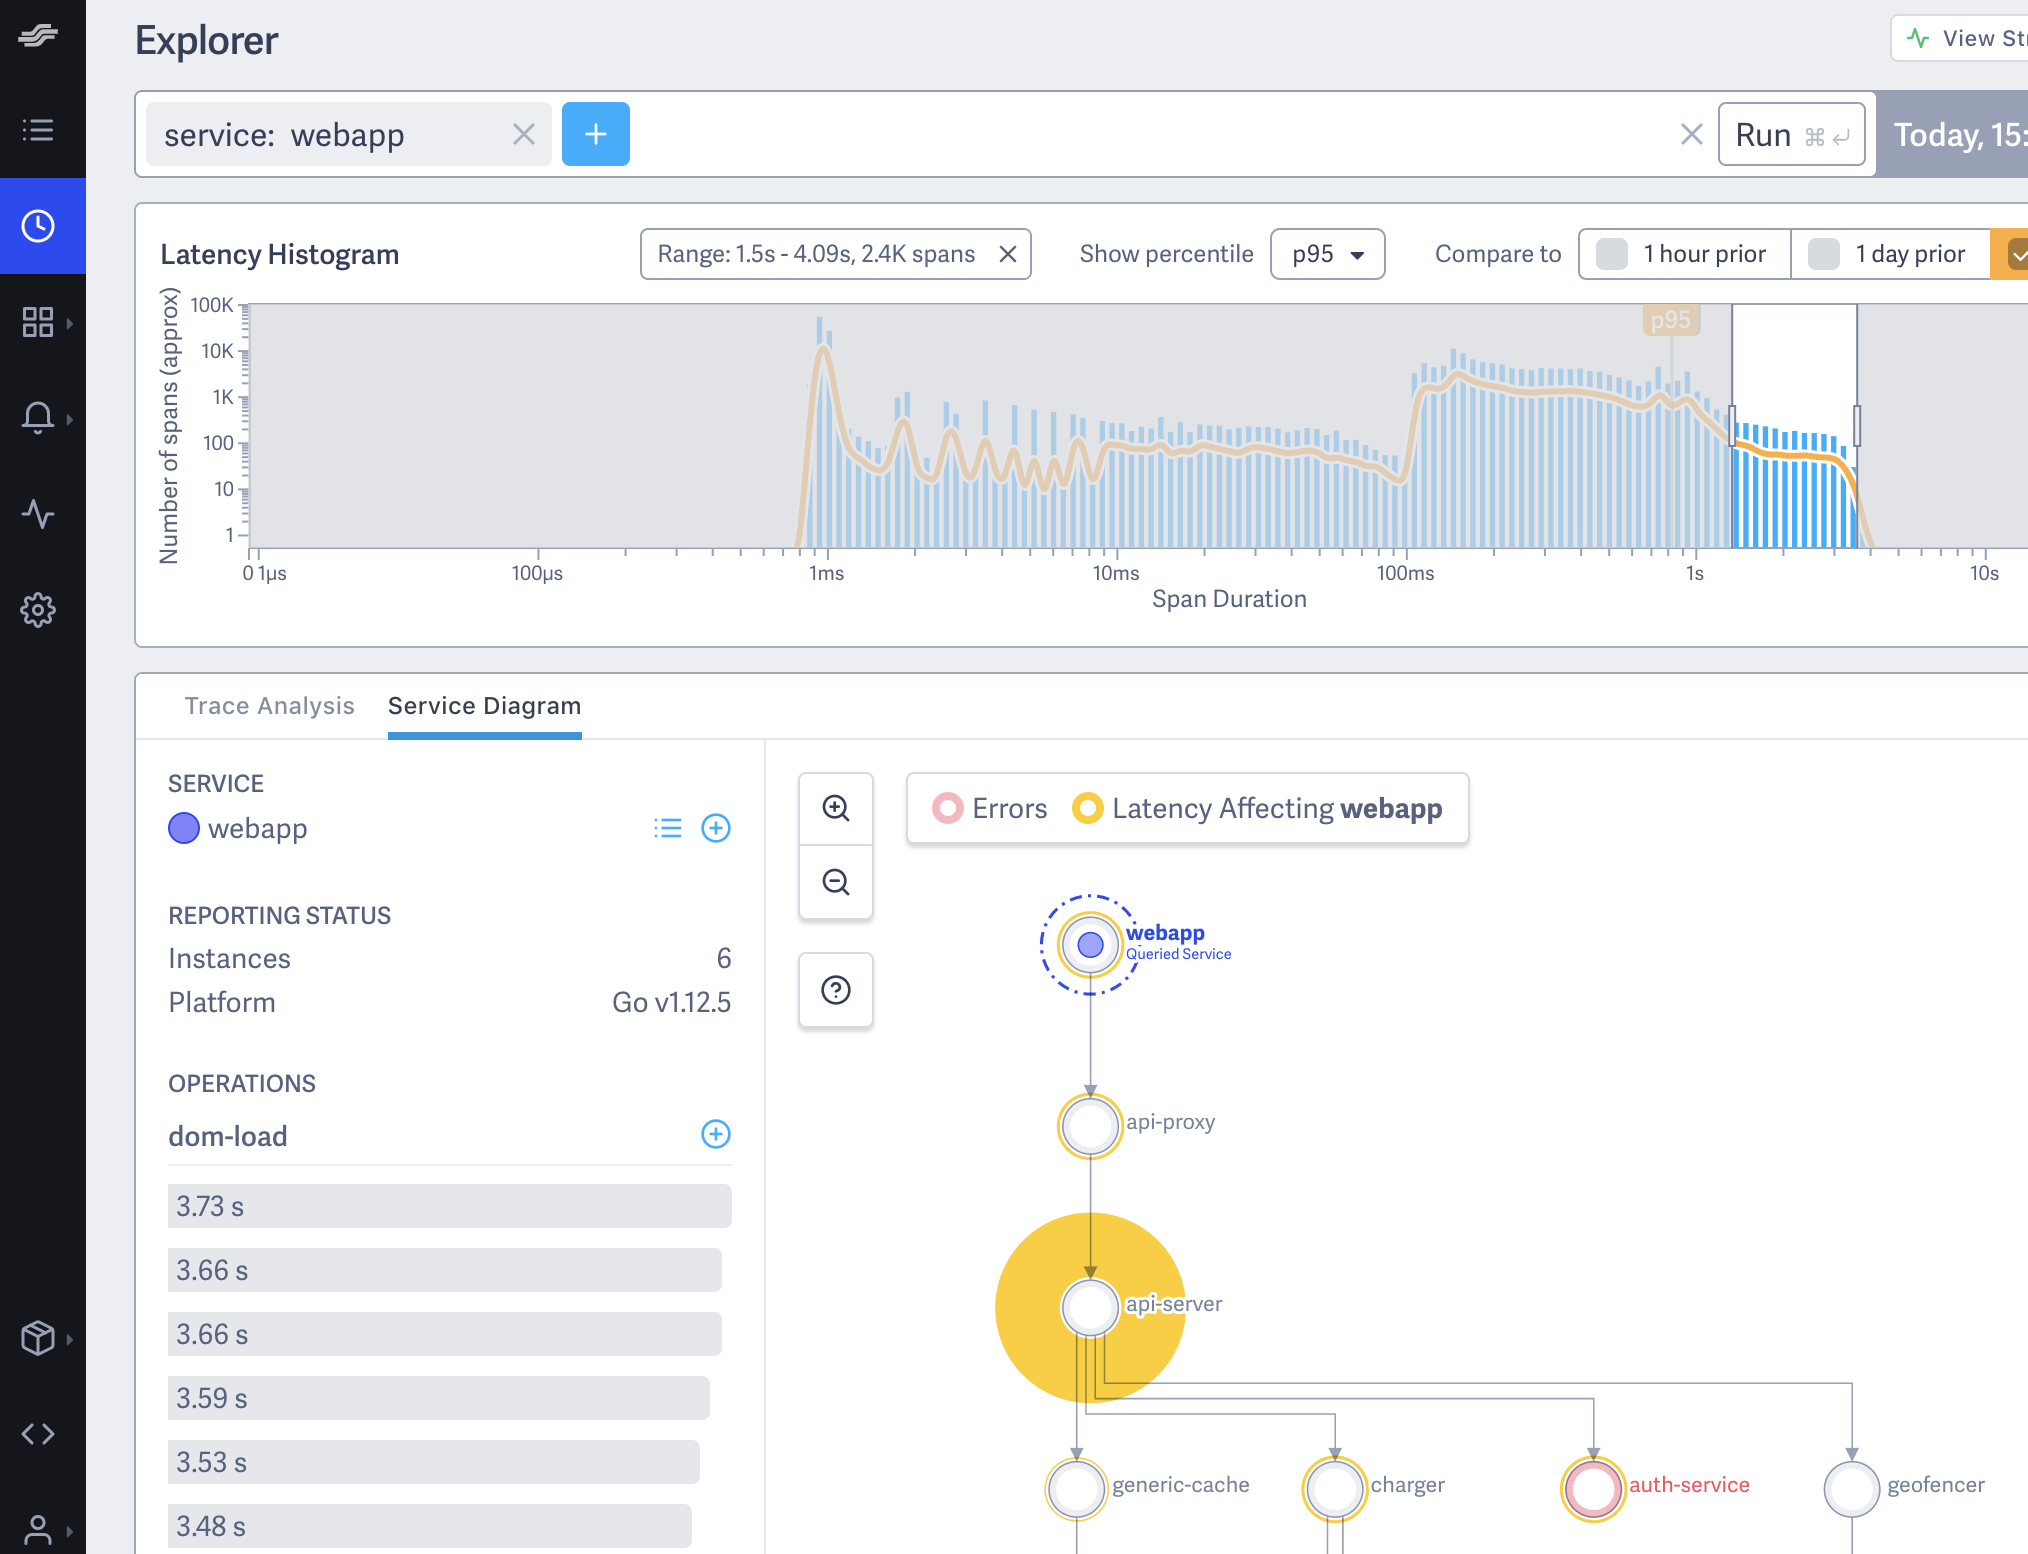 Explorer
View Str
service: webapp
Run ⌘ ↵
Today, 15:
Latency Histogram
Range: 1.5s - 4.09s, 2.4K spans
Show percentile
p95
Compare to
1 hour prior
1 day prior
Number of spans (approx)
100K
10K
1K
100
10
1
p95
0 1µs
100µs
1ms
10ms
100ms
1s
10s
Span Duration
Trace Analysis
Service Diagram
SERVICE
webapp
REPORTING STATUS
Instances 6
Platform Go v1.12.5
OPERATIONS
dom-load
3.73 s
3.66 s
3.66 s
3.59 s
3.53 s
3.48 s
Errors
Latency Affecting webapp
webapp
Queried Service
api-proxy
api-server
generic-cache
charger
auth-service
geofencer